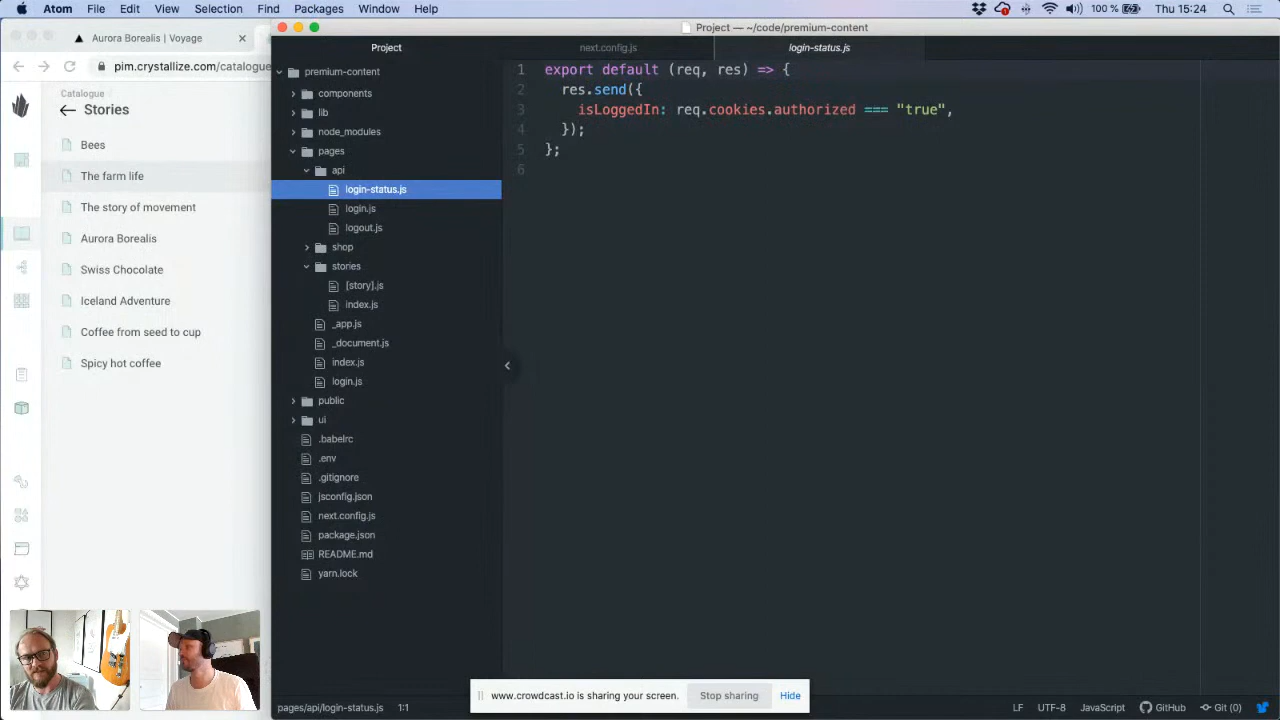 Atom File Edit View Selection Find Packages Window Help
100 % Thu 15:24
Aurora Borealis | Voyage
pim.crystallize.com/catalogue
Catalogue
Stories
Bees
The farm life
The story of movement
Aurora Borealis
Swiss Chocolate
Iceland Adventure
Coffee from seed to cup
Spicy hot coffee
Project — ~/code/premium-content
Project
next.config.js
login-status.js
premium-content
components
lib
node_modules
pages
api
login-status.js
login.js
logout.js
shop
stories
[story].js
index.js
_app.js
_document.js
index.js
login.js
public
ui
.babelrc
.env
.gitignore
jsconfig.json
next.config.js
package.json
README.md
yarn.lock
1 export default (req, res) => {
2 res.send({
3 isLoggedIn: req.cookies.authorized === "true",
4 });
5 };
6
www.crowdcast.io is sharing your screen. Stop sharing Hide
pages/api/login-status.js 1:1
LF UTF-8 JavaScript GitHub Git (0)